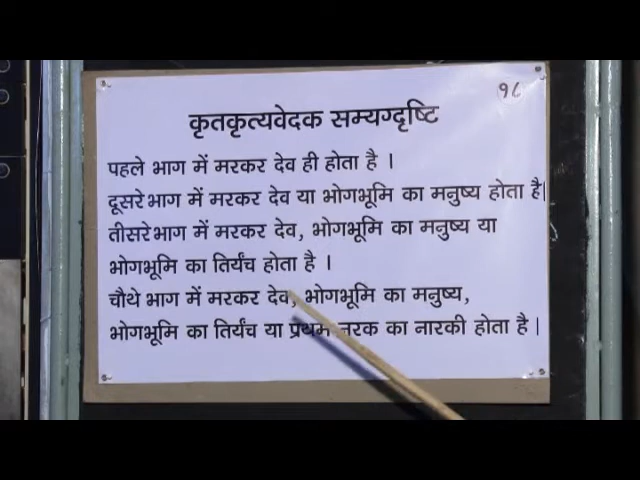 १८
कृतकृत्यवेदक सम्यग्दृष्टि
पहले भाग में मरकर देव ही होता है ।
दूसरे भाग में मरकर देव या भोगभूमि का मनुष्य होता है|
तीसरे भाग में मरकर देव, भोगभूमि का मनुष्य या
भोगभूमि का तिर्यंच होता है ।
चौथे भाग में मरकर देव, भोगभूमि का मनुष्य,
भोगभूमि का तिर्यंच या प्रथम नरक का नारकी होता है |